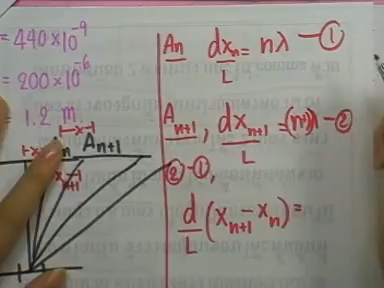 = 440×10⁻⁹
= 200×10⁻⁶
= 1.2 m.
Aₙ dxₙ/L = nλ —①
Aₙ₊₁, dxₙ₊₁/L = (n+1)λ —②
②-①,
d/L (xₙ₊₁ - xₙ) =
⊢x⊣
Aₙ₊₁